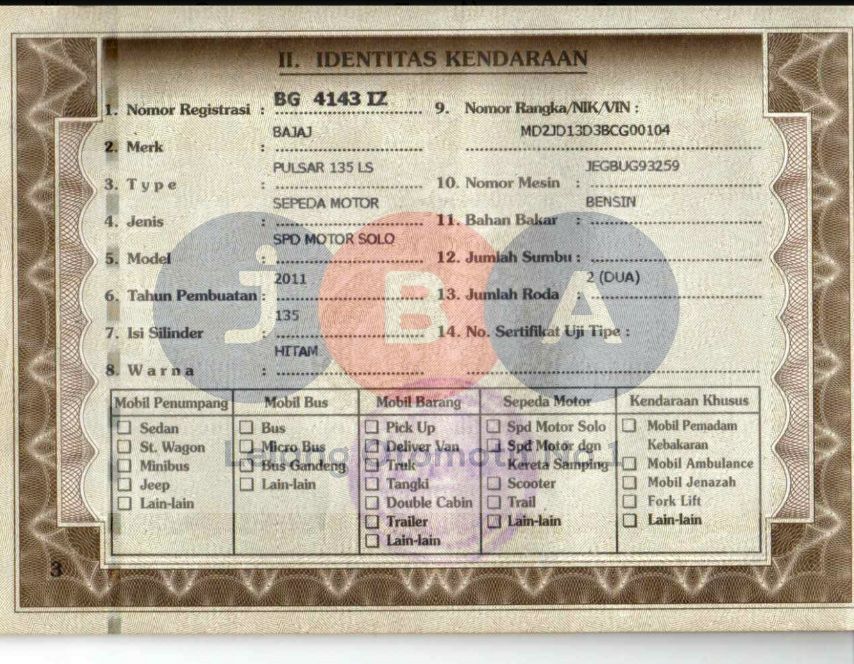 II. IDENTITAS KENDARAAN
1. Nomor Registrasi : BG 4143 IZ
2. Merk : BAJAJ
3. Type : PULSAR 135 LS
4. Jenis : SEPEDA MOTOR
5. Model : SPD MOTOR SOLO
6. Tahun Pembuatan : 2011
7. Isi Silinder : 135
8. Warna : HITAM
9. Nomor Rangka/NIK/VIN :
MD2JD13D3BCG00104
10. Nomor Mesin : JEGBUG93259
11. Bahan Bakar : BENSIN
12. Jumlah Sumbu :
13. Jumlah Roda : 2 (DUA)
14. No. Sertifikat Uji Tipe :
JBA
Lelang Otomotif No.1
Mobil Penumpang
Sedan
St. Wagon
Minibus
Jeep
Lain-lain
Mobil Bus
Bus
Micro Bus
Bus Gandeng
Lain-lain
Mobil Barang
Pick Up
Deliver Van
Truk
Tangki
Double Cabin
Trailer
Lain-lain
Sepeda Motor
Spd Motor Solo
Spd Motor dgn
Kereta Samping
Scooter
Trail
Lain-lain
Kendaraan Khusus
Mobil Pemadam
Kebakaran
Mobil Ambulance
Mobil Jenazah
Fork Lift
Lain-lain
3